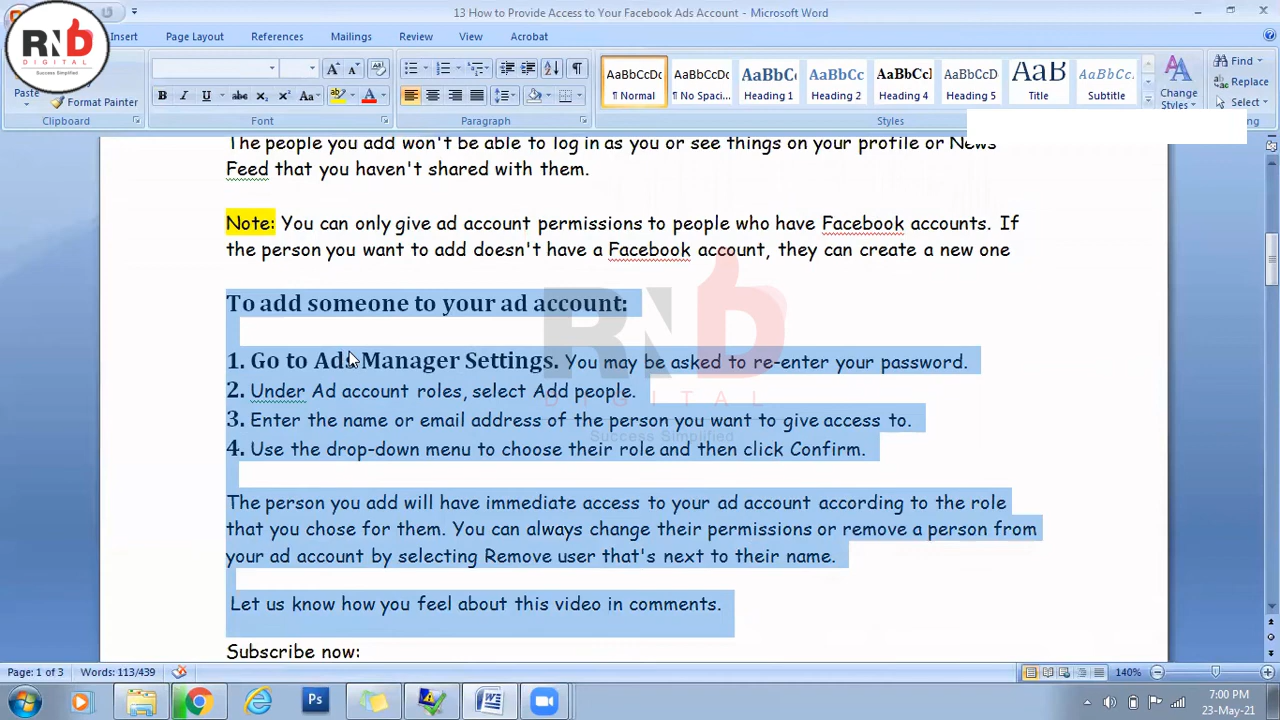 13 How to Provide Access to Your Facebook Ads Account - Microsoft Word
RND
DIGITAL
Success Simplified
Insert
Page Layout
References
Mailings
Review
View
Acrobat
Paste
Format Painter
Clipboard
Font
Paragraph
AaBbCcDc
¶ Normal
AaBbCcDc
¶ No Spaci...
AaBbC
Heading 1
AaBbCc
Heading 2
AaBbCc
Heading 4
AaBbCcD
Heading 5
AaB
Title
AaBbCc.
Subtitle
Change
Styles
Styles
Find
Replace
Select
The people you add won't be able to log in as you or see things on your profile or News
Feed that you haven't shared with them.
Note: You can only give ad account permissions to people who have Facebook accounts. If
the person you want to add doesn't have a Facebook account, they can create a new one
To add someone to your ad account:
1. Go to Ads Manager Settings. You may be asked to re-enter your password.
2. Under Ad account roles, select Add people.
3. Enter the name or email address of the person you want to give access to.
4. Use the drop-down menu to choose their role and then click Confirm.
The person you add will have immediate access to your ad account according to the role
that you chose for them. You can always change their permissions or remove a person from
your ad account by selecting Remove user that's next to their name.
Let us know how you feel about this video in comments.
Subscribe now:
RND
DIGITAL
Success Simplified
Page: 1 of 3
Words: 113/439
140%
7:00 PM
23-May-21